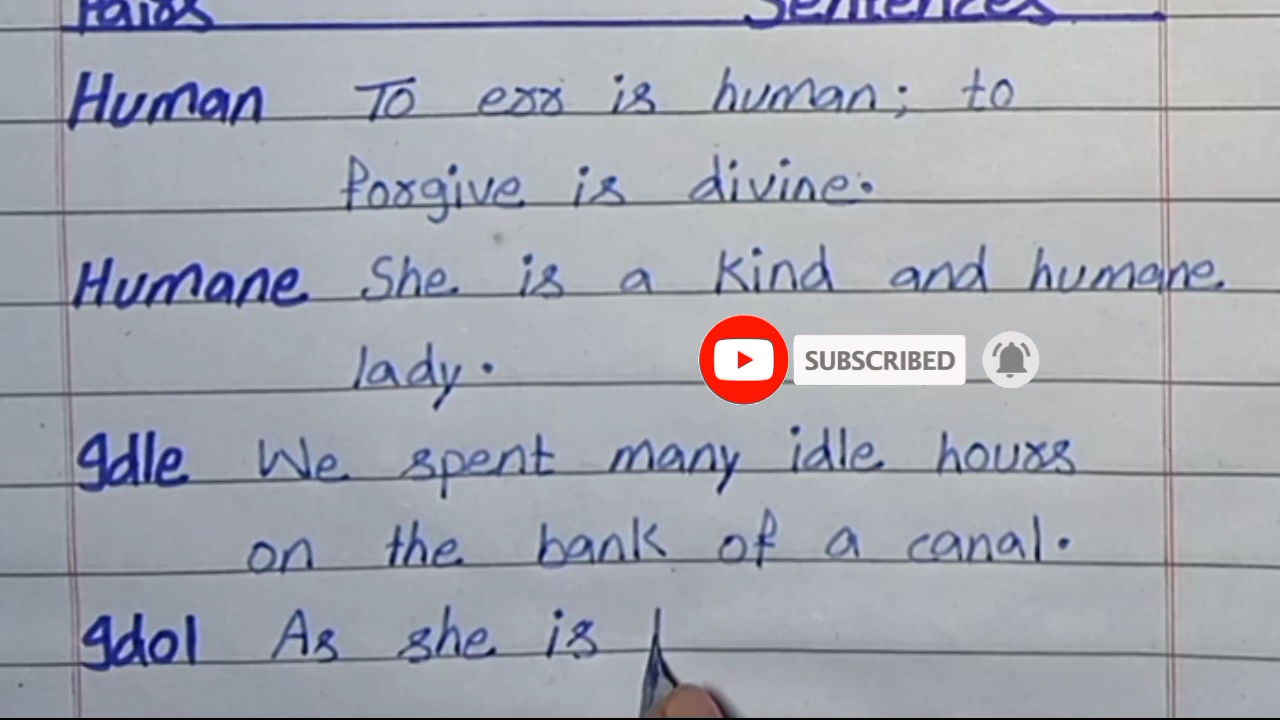 Pairs Sentences
Human To err is human; to
forgive is divine.
Humane She is a kind and humane
lady.
SUBSCRIBED
Idle We spent many idle hours
on the bank of a canal.
Idol As she is